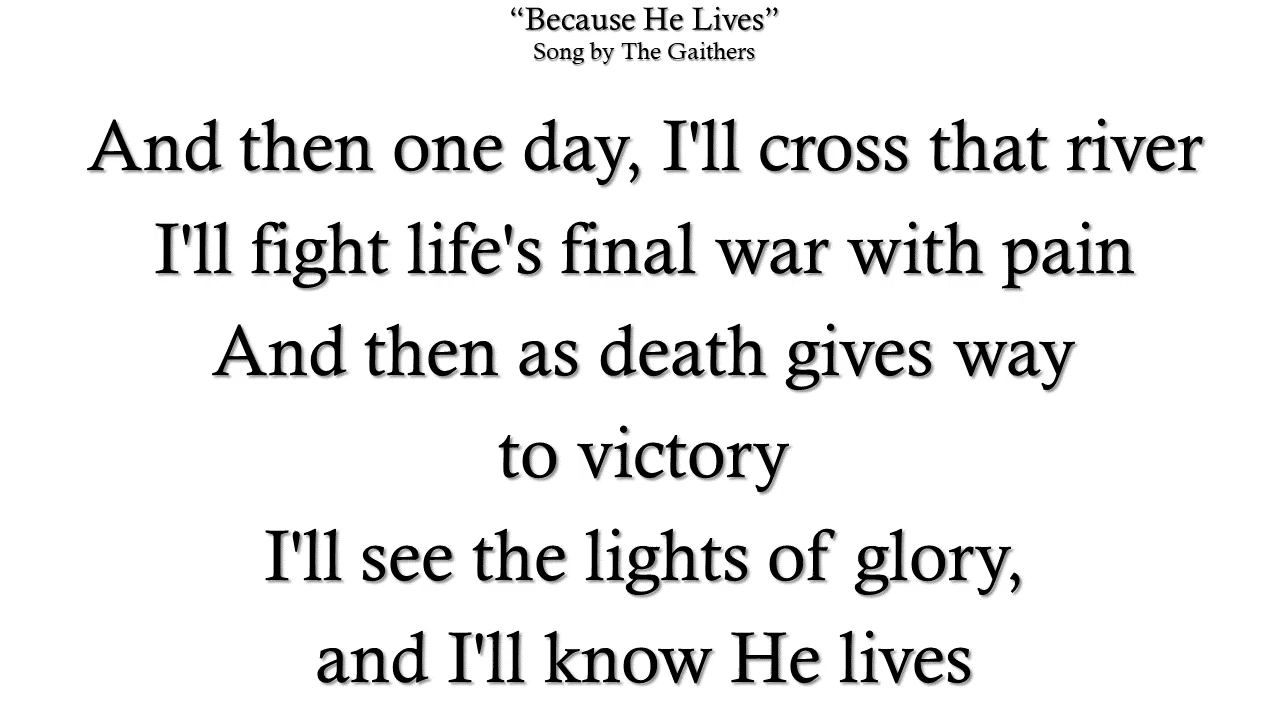 “Because He Lives”
Song by The Gaithers
And then one day, I'll cross that river
I'll fight life's final war with pain
And then as death gives way
to victory
I'll see the lights of glory,
and I'll know He lives